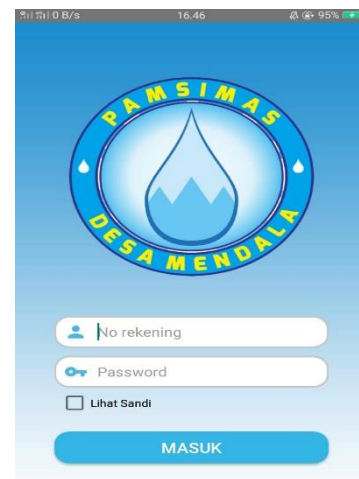 0 B/s 16.46 95%
PAMSIMAS
DESA MENDALA
No rekening
Password
Lihat Sandi
MASUK